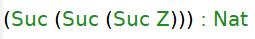 (Suc (Suc (Suc Z))) : Nat